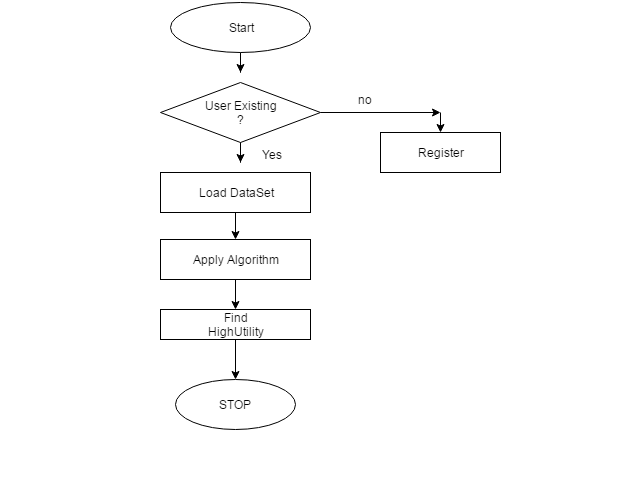 Start
User Existing
?
no
Register
Yes
Load DataSet
Apply Algorithm
Find
HighUtility
STOP